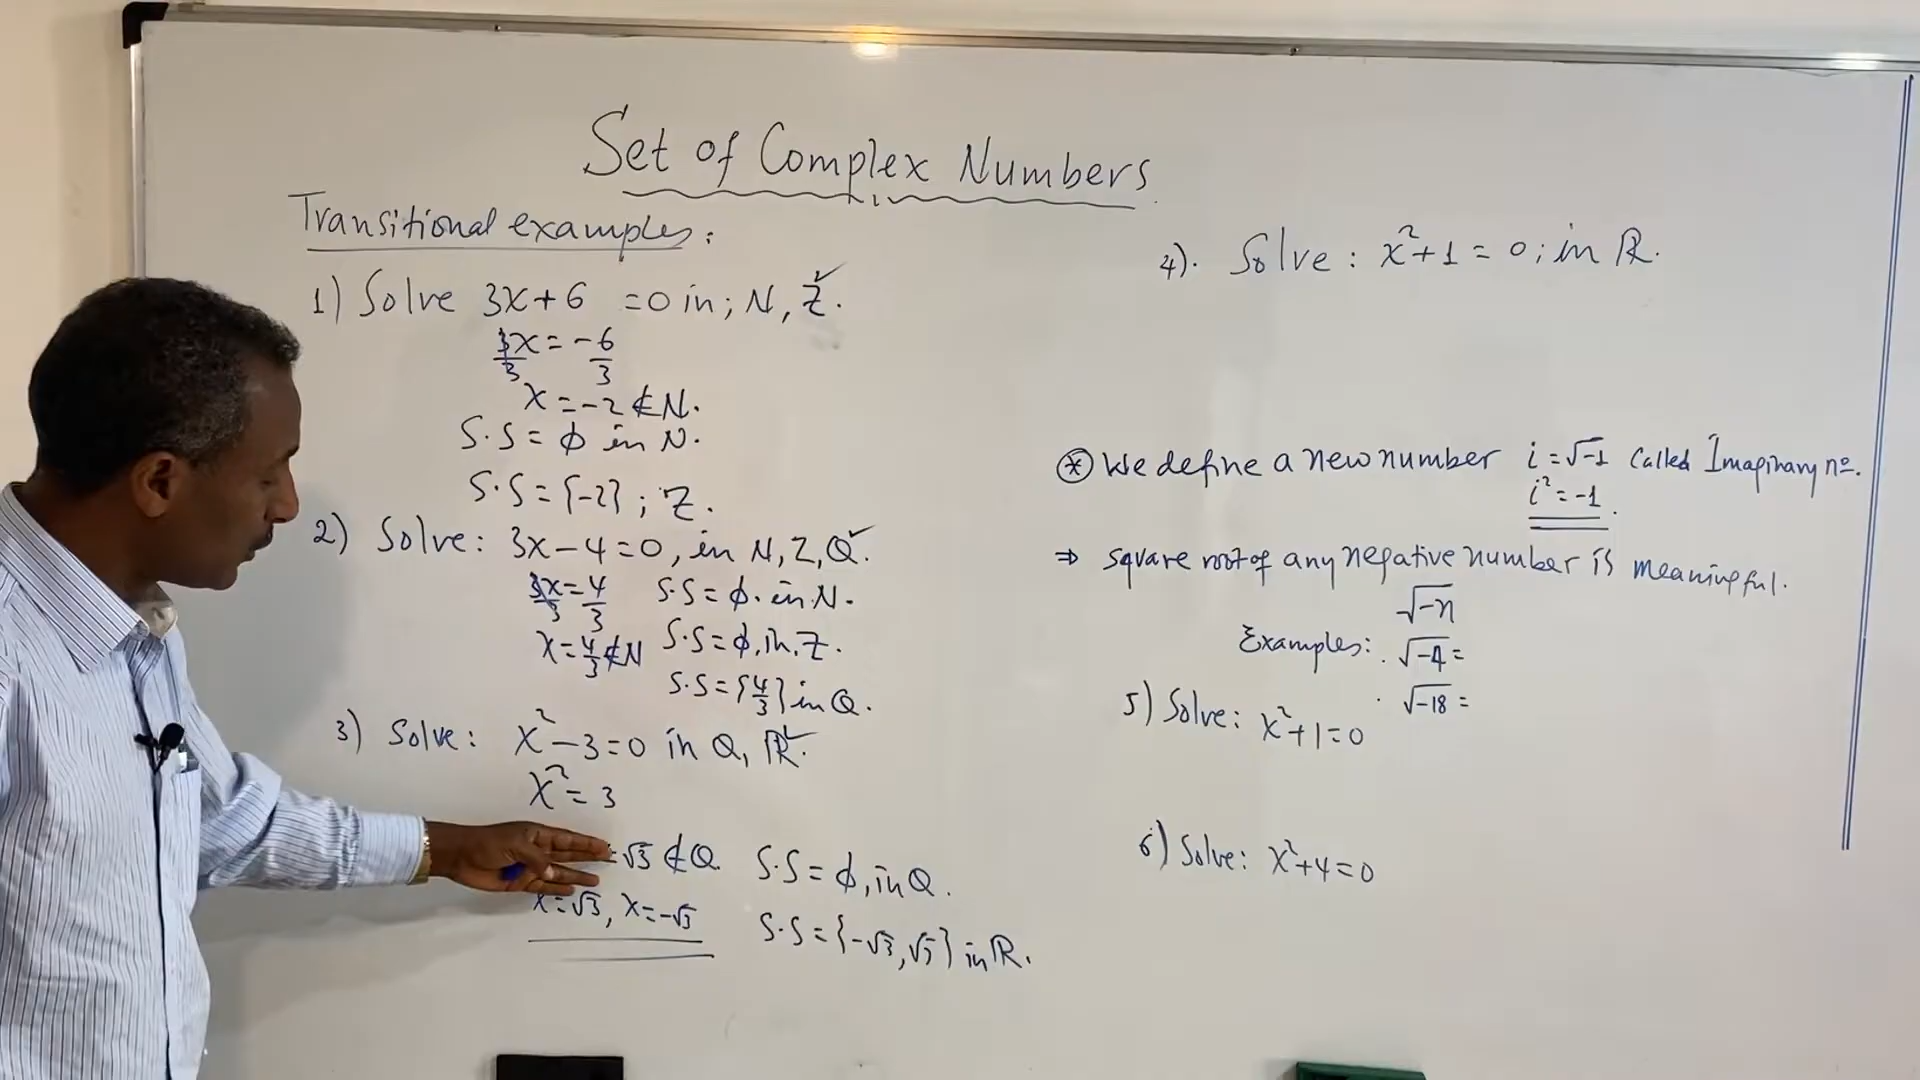 Set of Complex Numbers
Transitional examples:
1) Solve 3x+6 =0 in; N, Z. ✓
3x/3 = -6/3
x = -2 ∉ N.
S.S = ϕ in N.
S.S = {-2} ; Z.
2) Solve: 3x-4=0, in N, Z, Q ✓.
3x/3 = 4/3 S.S = ϕ. in N.
x = 4/3 ∉ N S.S = ϕ, in, Z.
S.S = {4/3} in Q.
3) Solve: x²-3=0 in Q, R ✓.
x² = 3
√3 ∉ Q S.S = ϕ, in Q.
x = √3, x = -√3 S.S = {-√3, √3} in R.
4). Solve: x²+1 = 0; in R.
* We define a new number i = √-1 Called Imaginary no.
i² = -1.
⇒ square root of any negative number is meaningful.
√-n
Examples: . √-4 =
. √-18 =
5) Solve: x²+1=0
6) Solve: x²+4=0